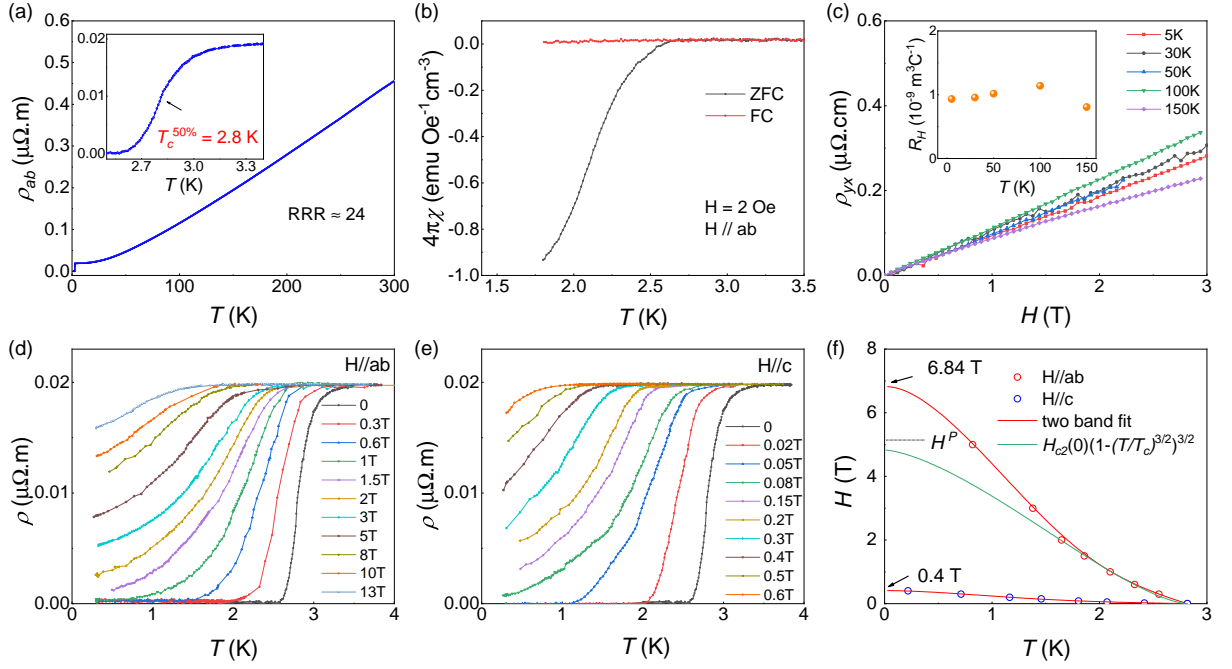 (a)
0.6
0.5
0.4
0.3
0.2
0.1
0.0
ρab (μΩ.m)
0.02
0.01
0.00
Tc50% = 2.8 K
2.7 3.0 3.3
T (K)
RRR ≈ 24
0 100 200 300
T (K)
(b)
0.0
-0.2
-0.4
-0.6
-0.8
-1.0
4πχ (emu Oe-1cm-3)
ZFC
FC
H = 2 Oe
H // ab
1.5 2.0 2.5 3.0 3.5
T (K)
(c)
0.6
0.4
0.2
0.0
ρyx (μΩ.cm)
2
1
0
RH (10-9 m3C-1)
0 50 100 150
T (K)
5K
30K
50K
100K
150K
0 1 2 3
H (T)
(d)
H//ab
0.02
0.01
0.00
ρ (μΩ.m)
0
0.3T
0.6T
1T
1.5T
2T
3T
5T
8T
10T
13T
0 1 2 3 4
T (K)
(e)
H//c
0.02
0.01
0.00
ρ (μΩ.m)
0
0.02T
0.05T
0.08T
0.15T
0.2T
0.3T
0.4T
0.5T
0.6T
0 1 2 3 4
T (K)
(f)
8
6
4
2
0
H (T)
6.84 T
HP
0.4 T
H//ab
H//c
two band fit
Hc2(0)(1-(T/Tc)3/2)3/2
0 1 2 3 4
T (K)